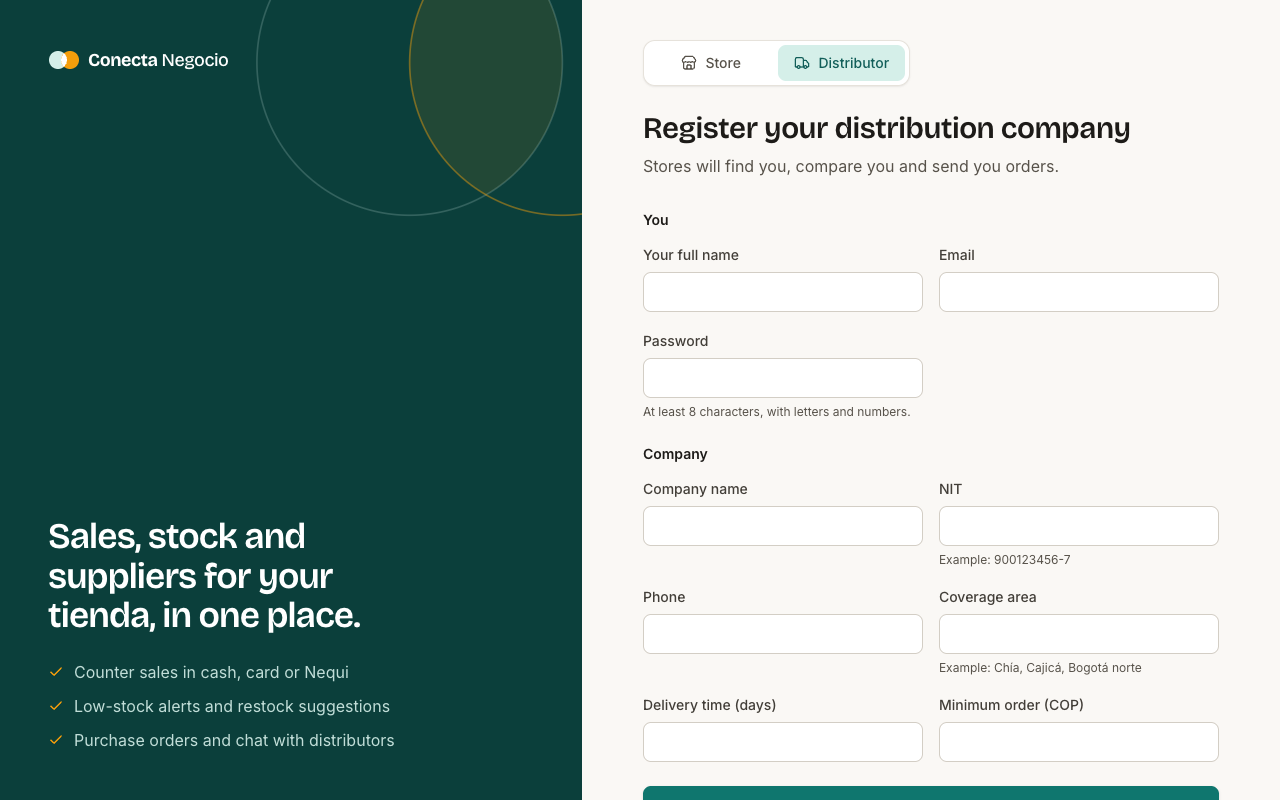 Conecta Negocio
Sales, stock and
suppliers for your
tienda, in one place.
Counter sales in cash, card or Nequi
Low-stock alerts and restock suggestions
Purchase orders and chat with distributors
Store
Distributor
Register your distribution company
Stores will find you, compare you and send you orders.
You
Your full name
Email
Password
At least 8 characters, with letters and numbers.
Company
Company name
NIT
Example: 900123456-7
Phone
Coverage area
Example: Chía, Cajicá, Bogotá norte
Delivery time (days)
Minimum order (COP)